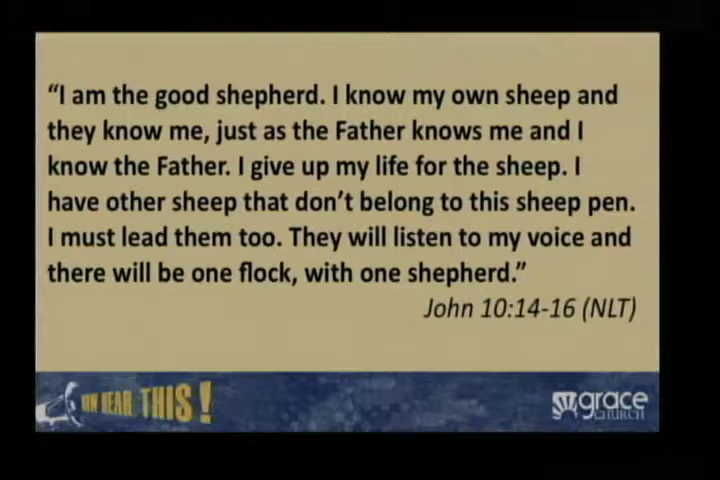 “I am the good shepherd. I know my own sheep and
they know me, just as the Father knows me and I
know the Father. I give up my life for the sheep. I
have other sheep that don’t belong to this sheep pen.
I must lead them too. They will listen to my voice and
there will be one flock, with one shepherd.”
John 10:14-16 (NLT)
NOW HEAR THIS!
grace
CHURCH